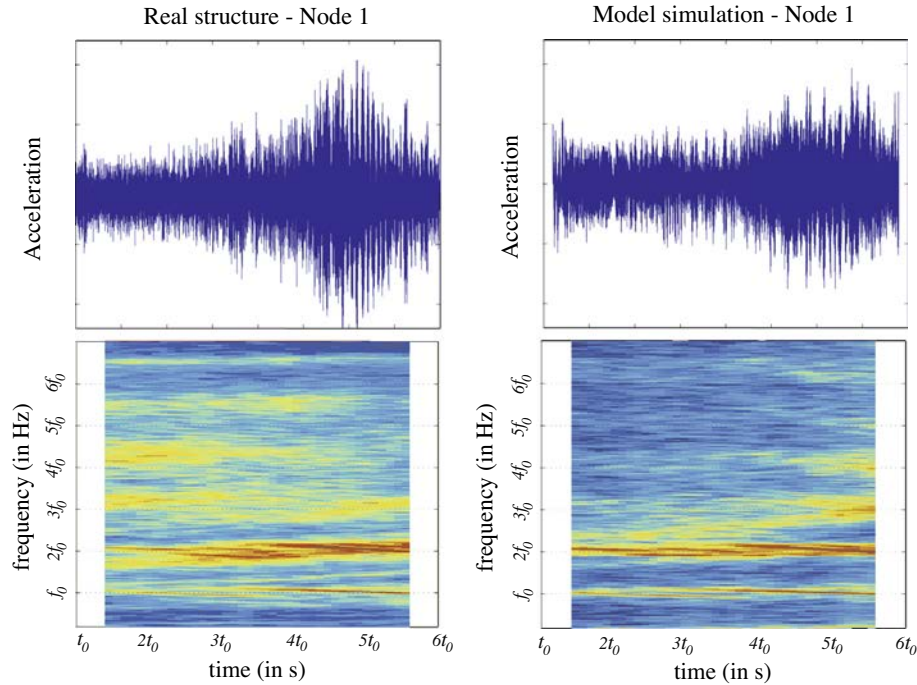 Real structure - Node 1
Acceleration
6f0
5f0
4f0
3f0
2f0
f0
frequency (in Hz)
t0 2t0 3t0 4t0 5t0 6t0
time (in s)
Model simulation - Node 1
Acceleration
6f0
5f0
4f0
3f0
2f0
f0
frequency (in Hz)
t0 2t0 3t0 4t0 5t0 6t0
time (in s)